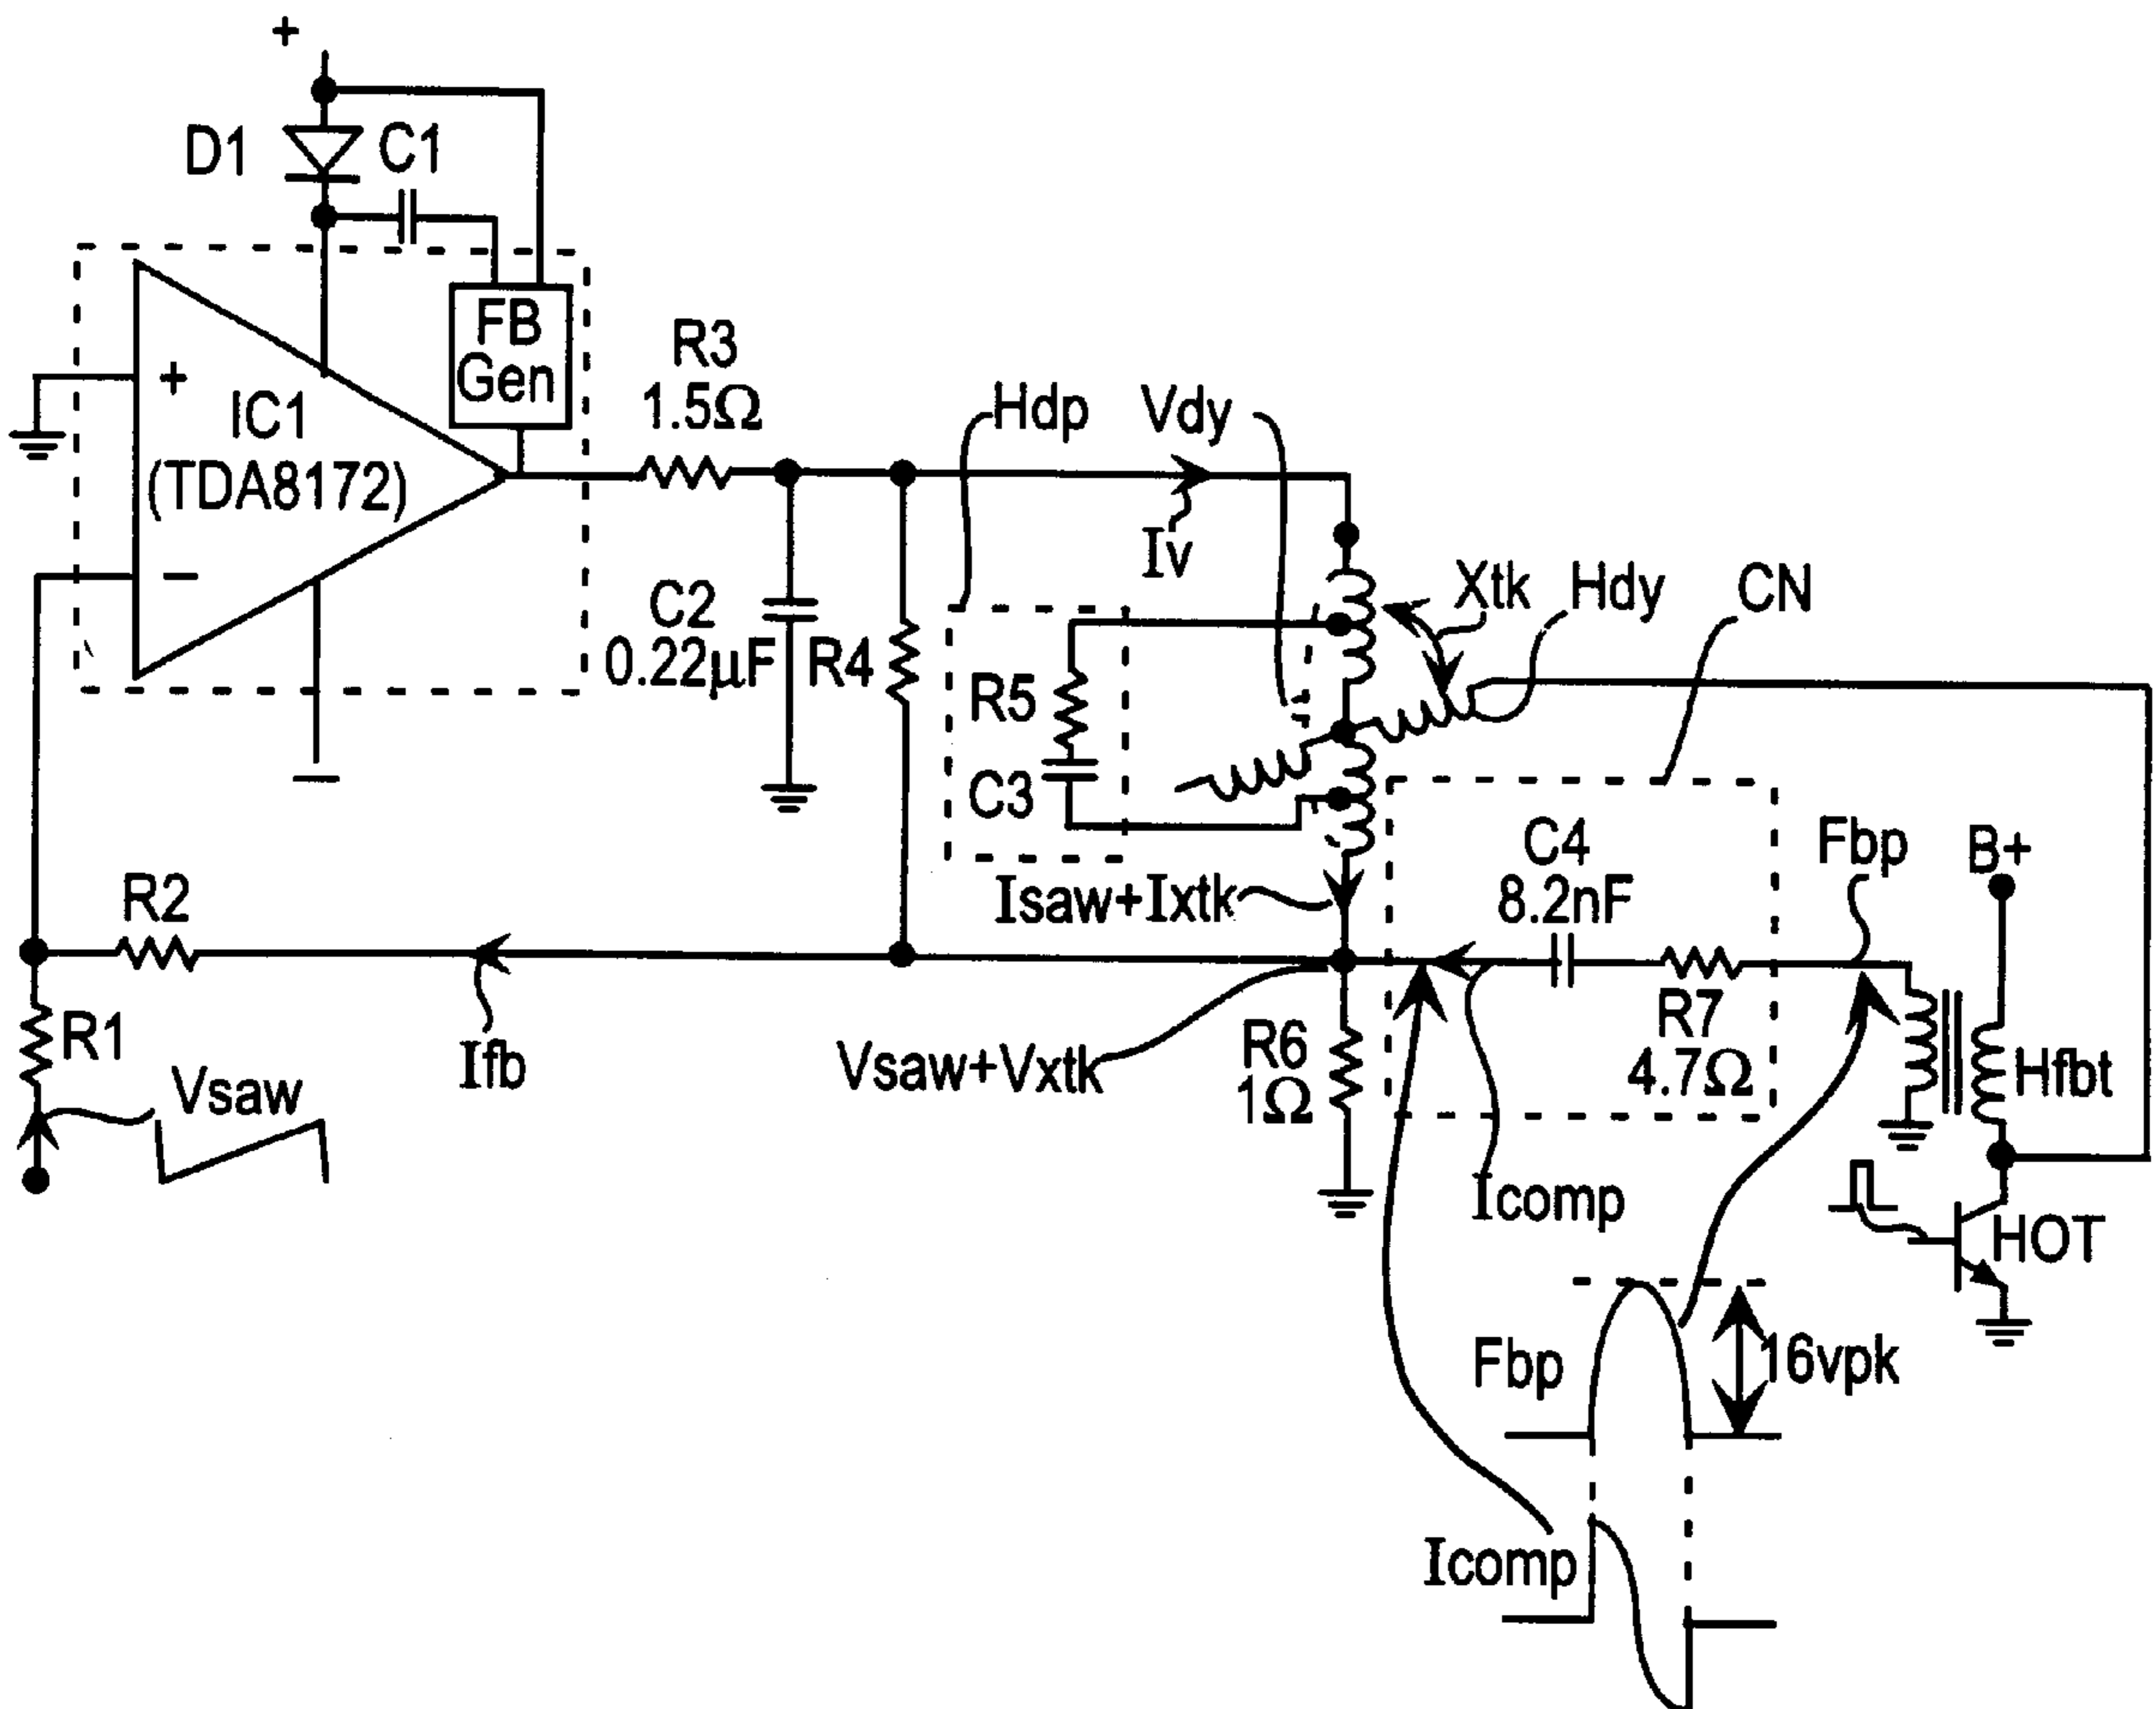 +
D1
C1
FB
Gen
+
IC1
(TDA8172)
−
−
R3
1.5Ω
Hdp
Vdy
Iv
C2
0.22μF
R4
R5
C3
Xtk
Hdy
CN
C4
8.2nF
Fbp
B+
Isaw+Ixtk
R2
R1
Ifb
Vsaw
Vsaw+Vxtk
R6
1Ω
R7
4.7Ω
Hfbt
Icomp
HOT
Fbp
16vpk
Icomp